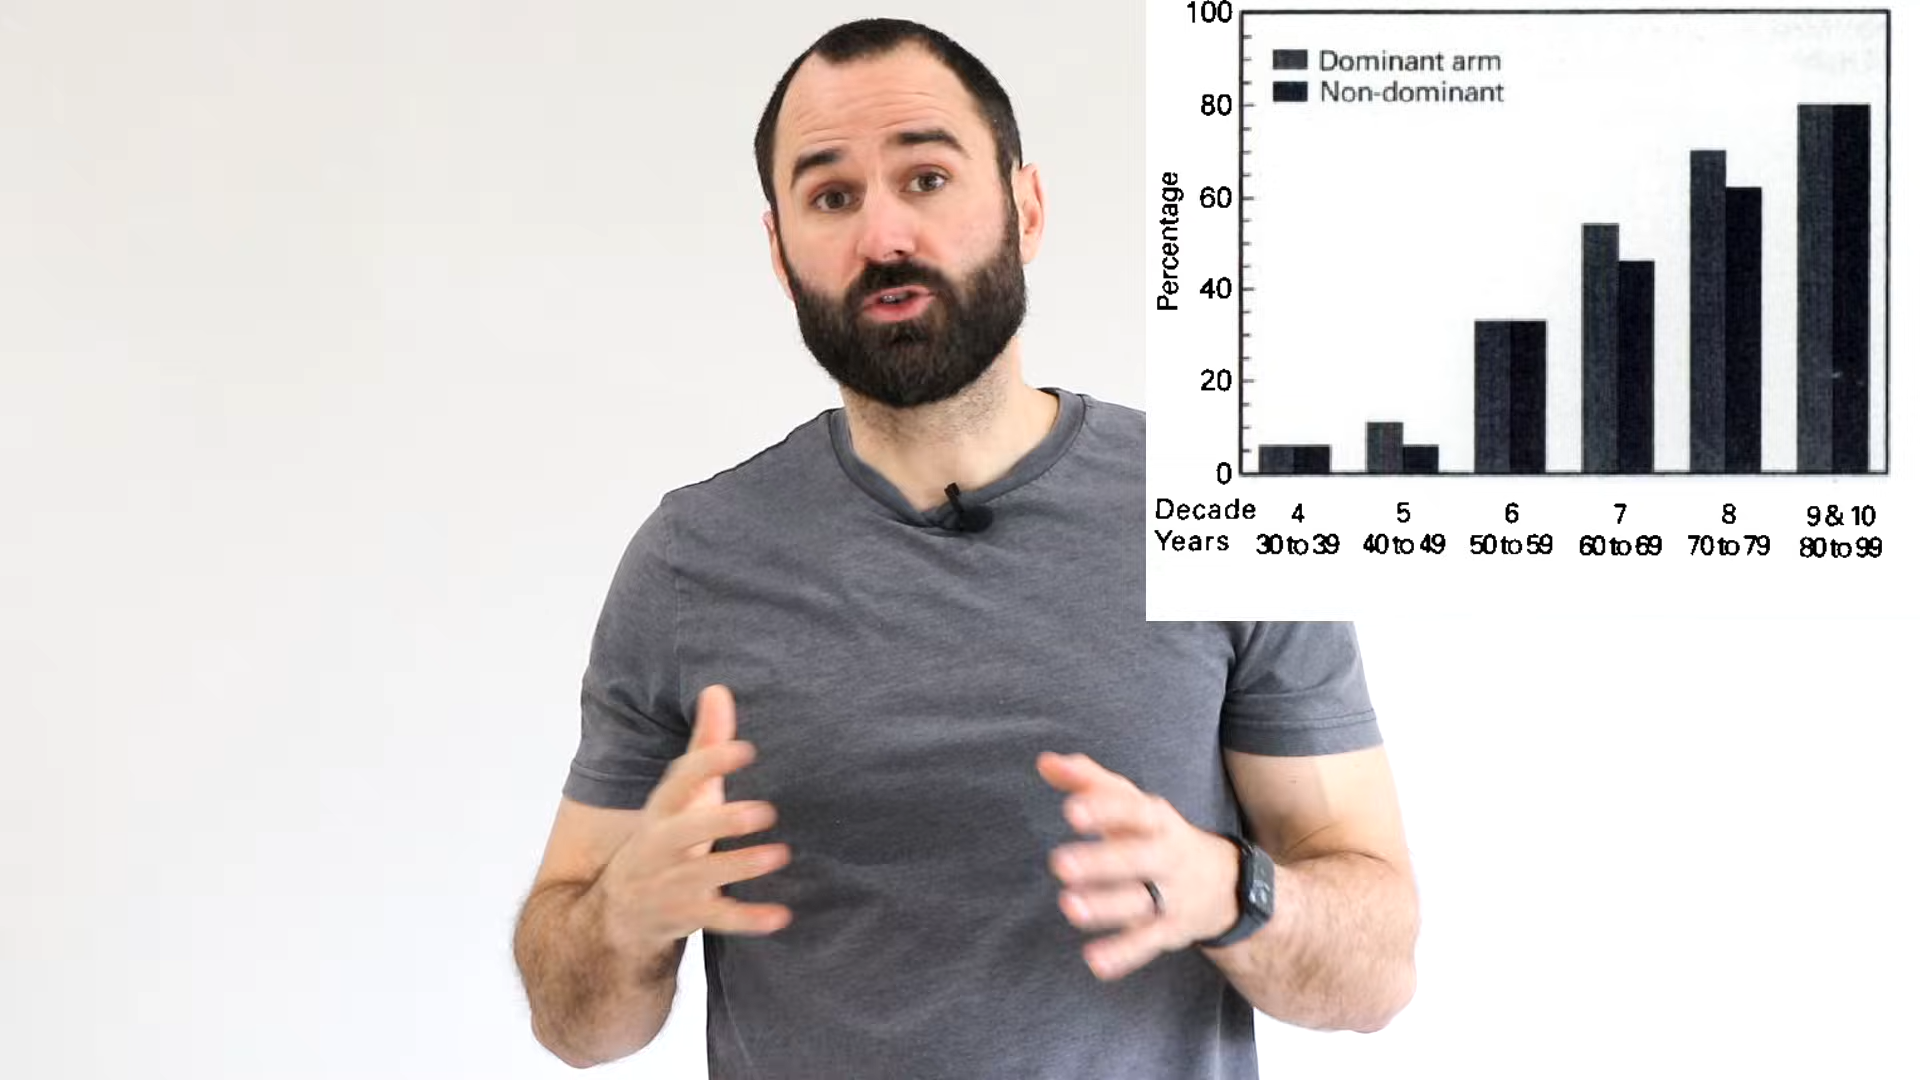 100
Dominant arm
Non-dominant
80
60
40
20
0
Percentage
Decade 4 5 6 7 8 9 & 10
Years 30 to 39 40 to 49 50 to 59 60 to 69 70 to 79 80 to 99